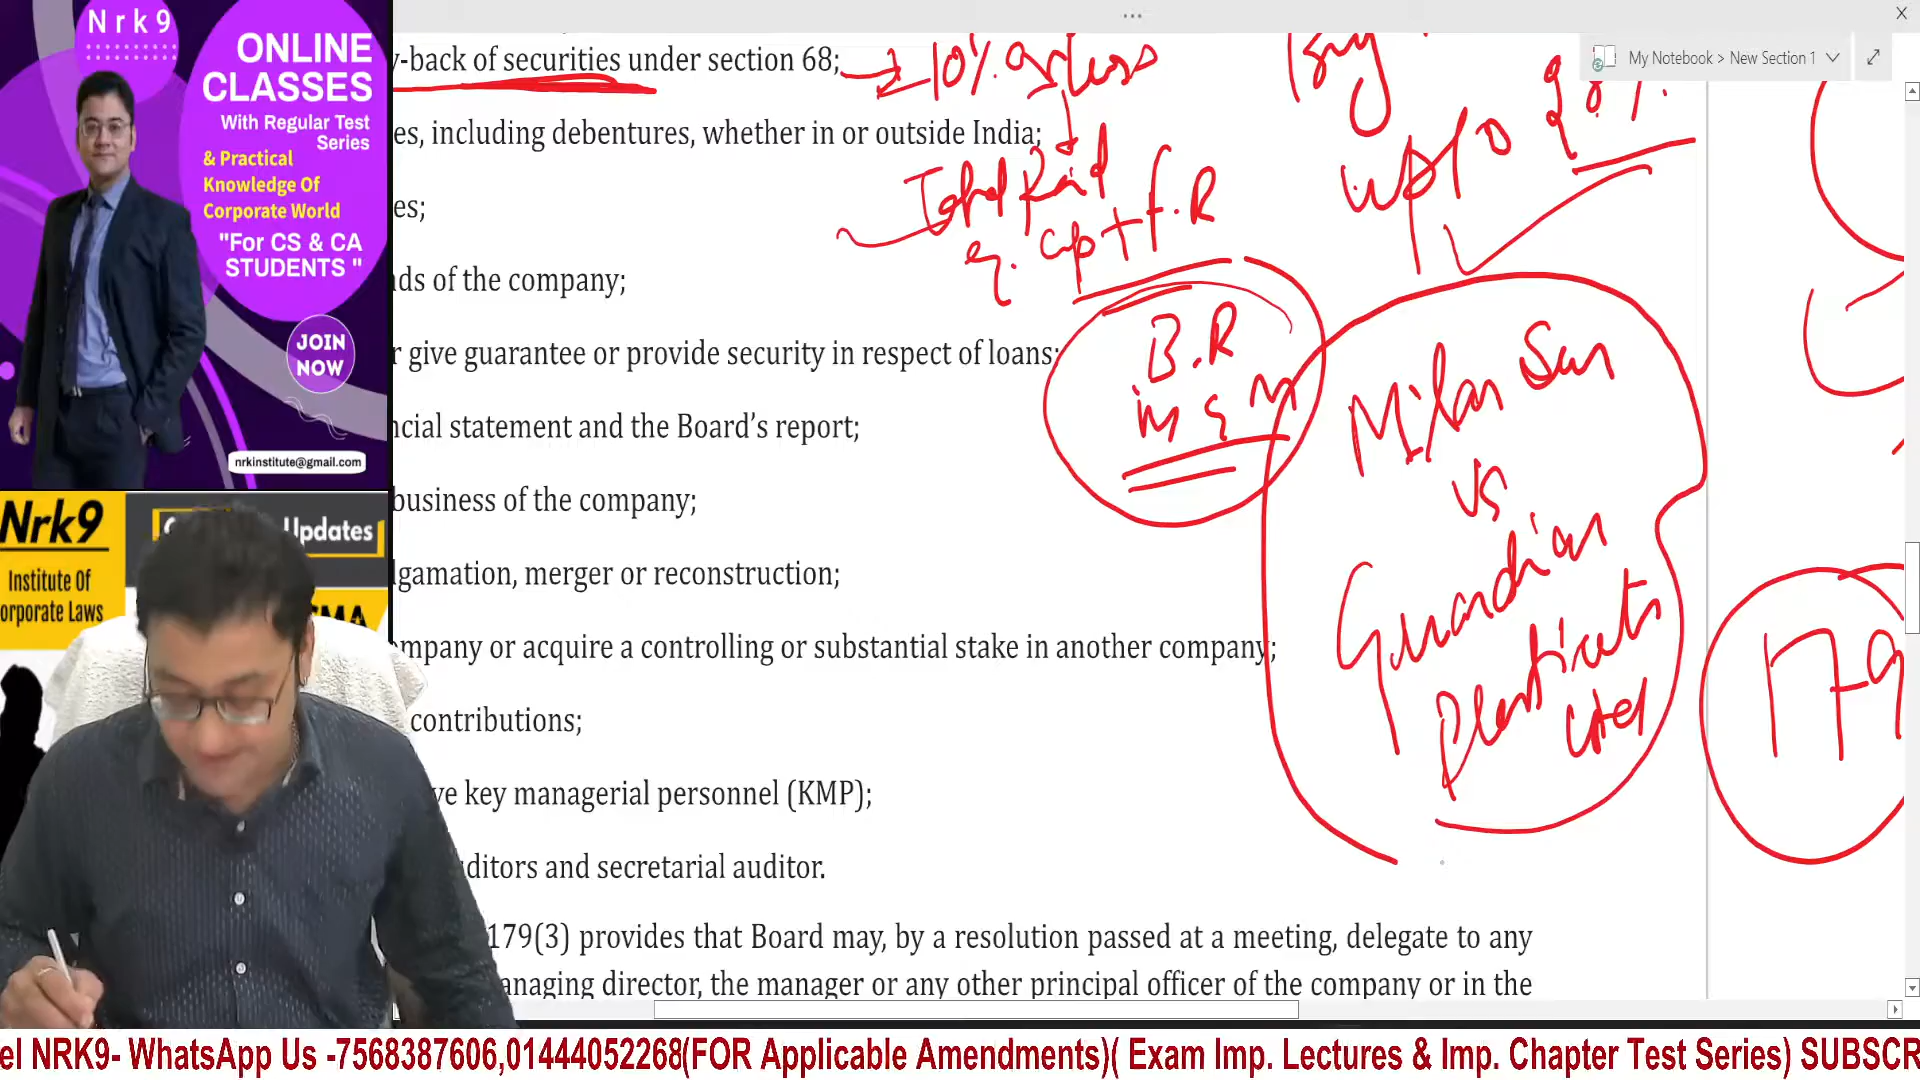 Nrk9
ONLINE
CLASSES
With Regular Test
Series
& Practical
Knowledge Of
Corporate World
"For CS & CA
STUDENTS "
JOIN
NOW
nrkinstitute@gmail.com
Nrk9
Institute Of
orporate Laws
Updates
My Notebook > New Section 1
y-back of securities under section 68;
es, including debentures, whether in or outside India;
es;
nds of the company;
r give guarantee or provide security in respect of loans;
ncial statement and the Board's report;
business of the company;
lgamation, merger or reconstruction;
ompany or acquire a controlling or substantial stake in another company;
contributions;
ve key managerial personnel (KMP);
ditors and secretarial auditor.
179(3) provides that Board may, by a resolution passed at a meeting, delegate to any
anaging director, the manager or any other principal officer of the company or in the
10% or less
Paid
cap + F.R
upto
B.R
Milan Sen
vs
Guardian
Ltd
179
el NRK9- WhatsApp Us -7568387606,01444052268(FOR Applicable Amendments)( Exam Imp. Lectures & Imp. Chapter Test Series) SUBSCR